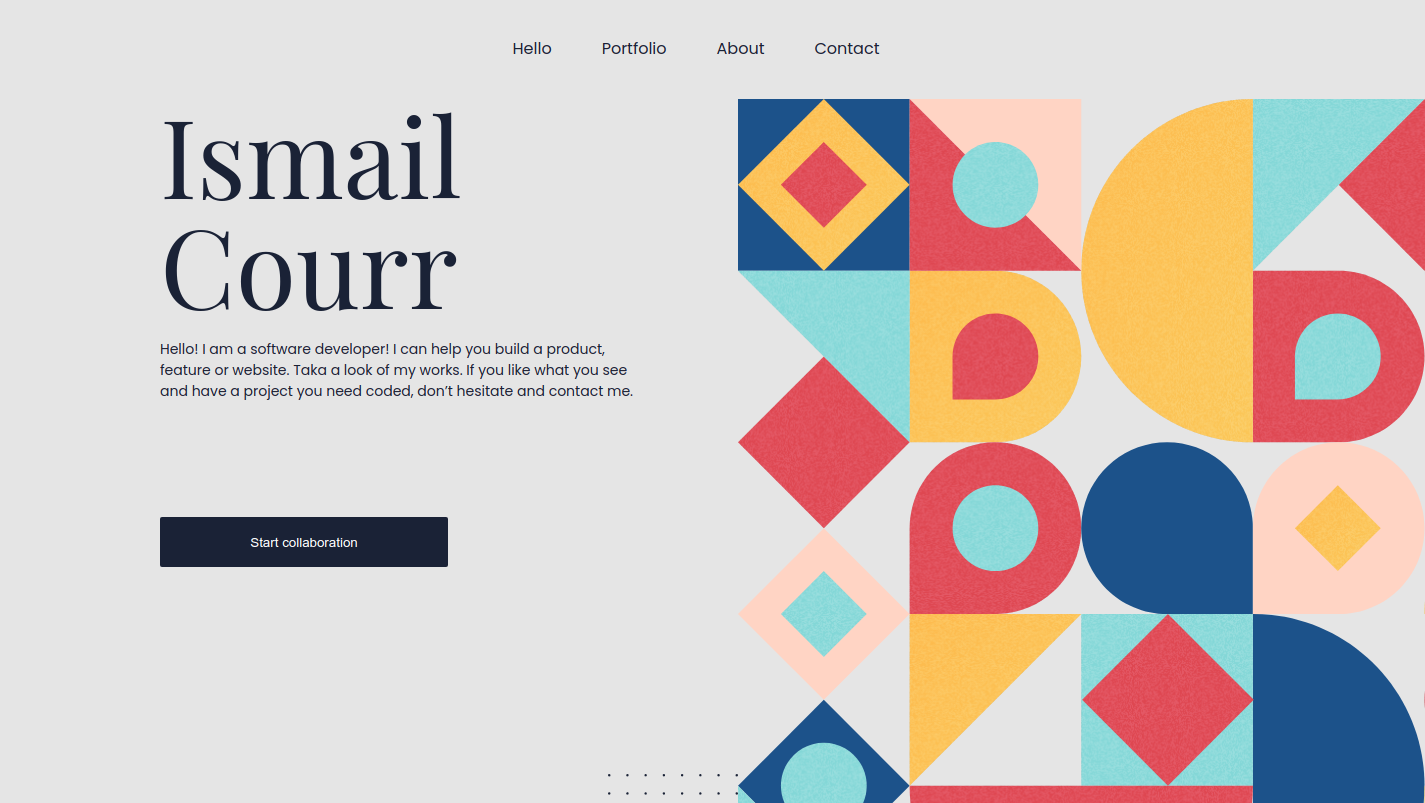 Hello Portfolio About Contact
Ismail
Courr
Hello! I am a software developer! I can help you build a product,
feature or website. Taka a look of my works. If you like what you see
and have a project you need coded, don’t hesitate and contact me.
Start collaboration